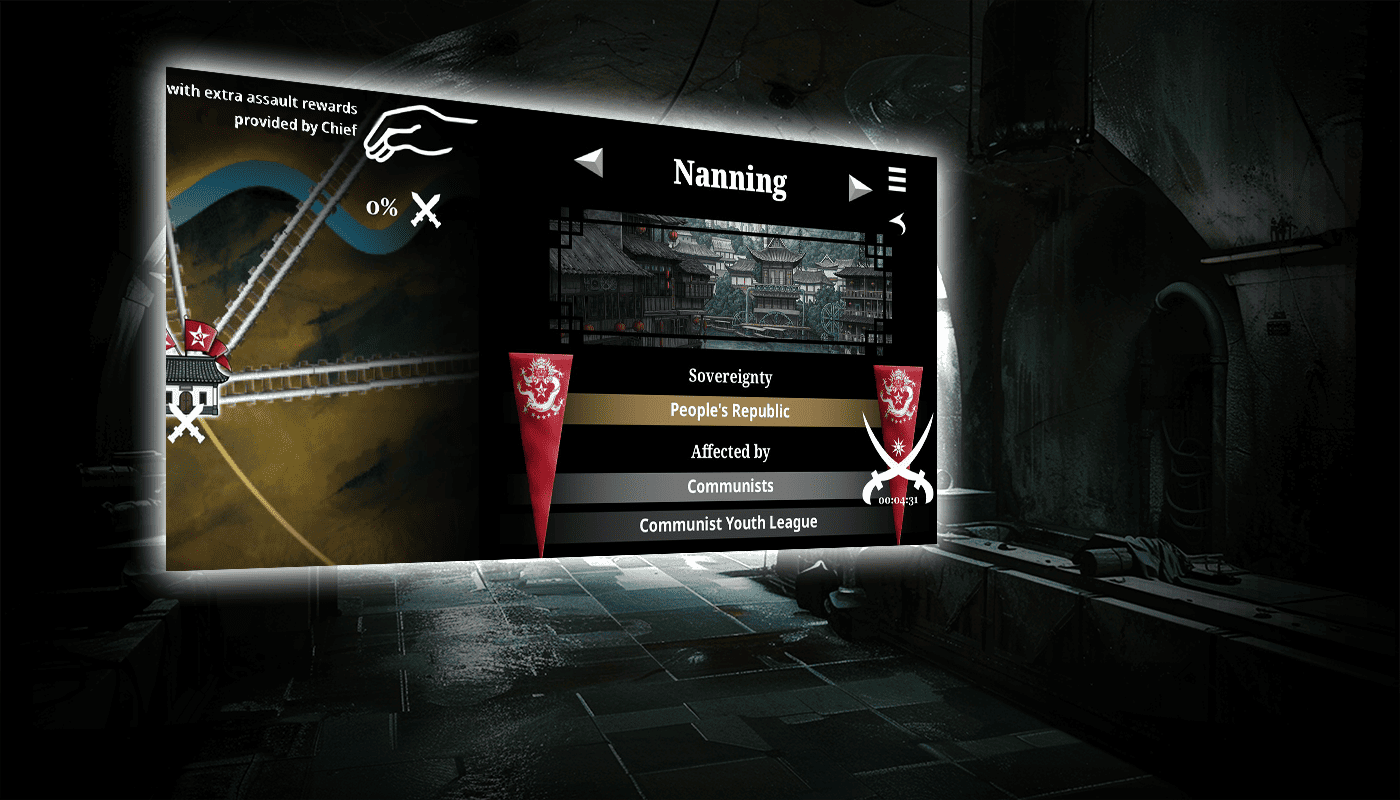 with extra assault rewards
provided by Chief
0%
Nanning
Sovereignty
People's Republic
Affected by
Communists
00:04:31
Communist Youth League